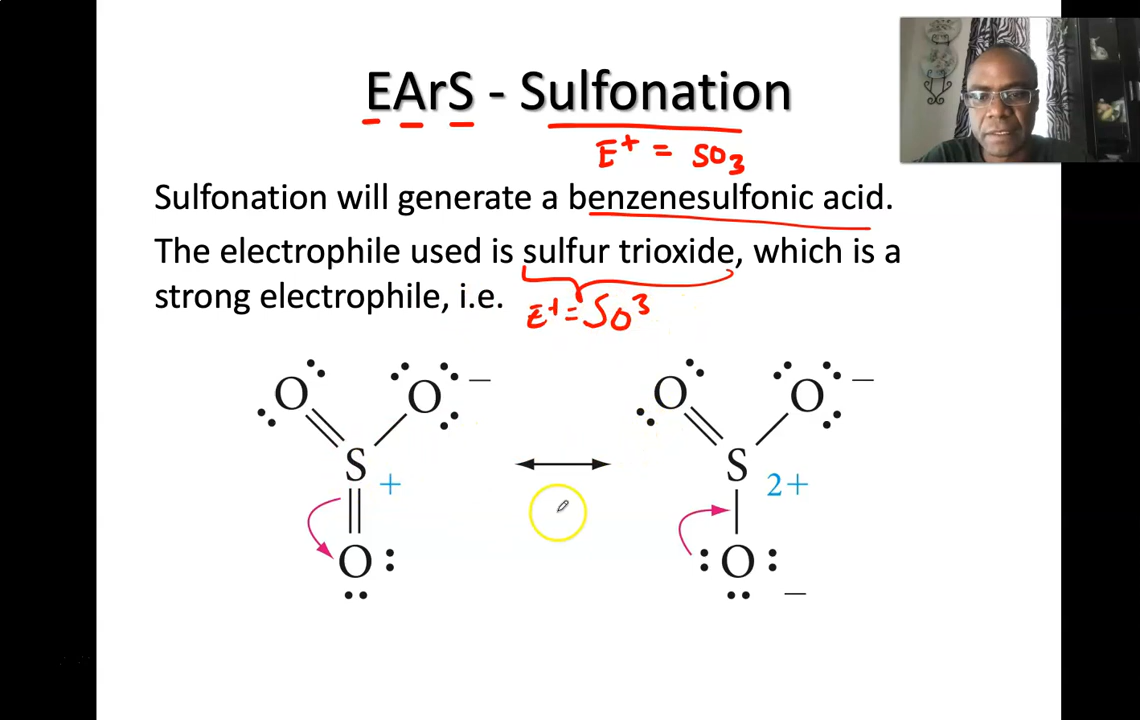 EArS - Sulfonation
E+ = SO3
Sulfonation will generate a benzenesulfonic acid.
The electrophile used is sulfur trioxide, which is a
strong electrophile, i.e. E+ = SO3
O O − O O −
S + S 2+
O O −